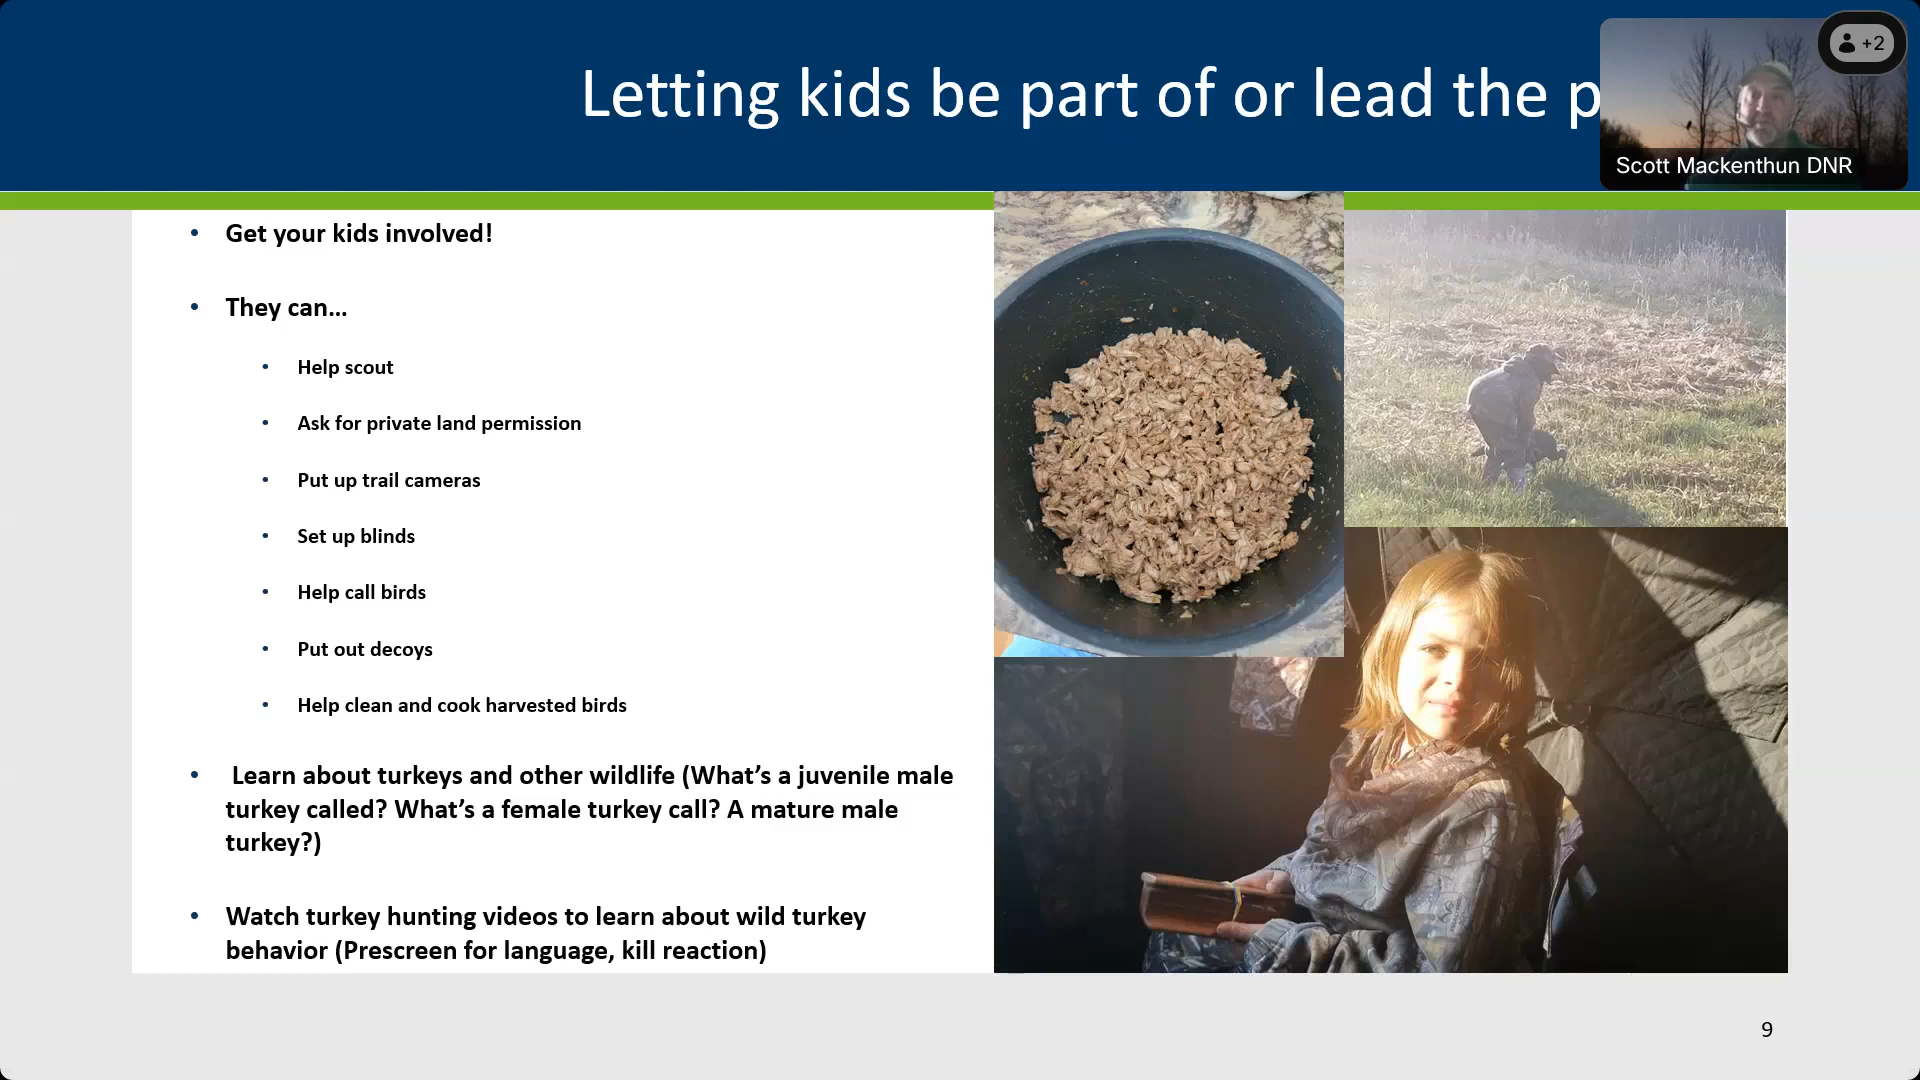 Letting kids be part of or lead the p
+2
Scott Mackenthun DNR
• Get your kids involved!
• They can...
• Help scout
• Ask for private land permission
• Put up trail cameras
• Set up blinds
• Help call birds
• Put out decoys
• Help clean and cook harvested birds
• Learn about turkeys and other wildlife (What’s a juvenile male
turkey called? What’s a female turkey call? A mature male
turkey?)
• Watch turkey hunting videos to learn about wild turkey
behavior (Prescreen for language, kill reaction)
9